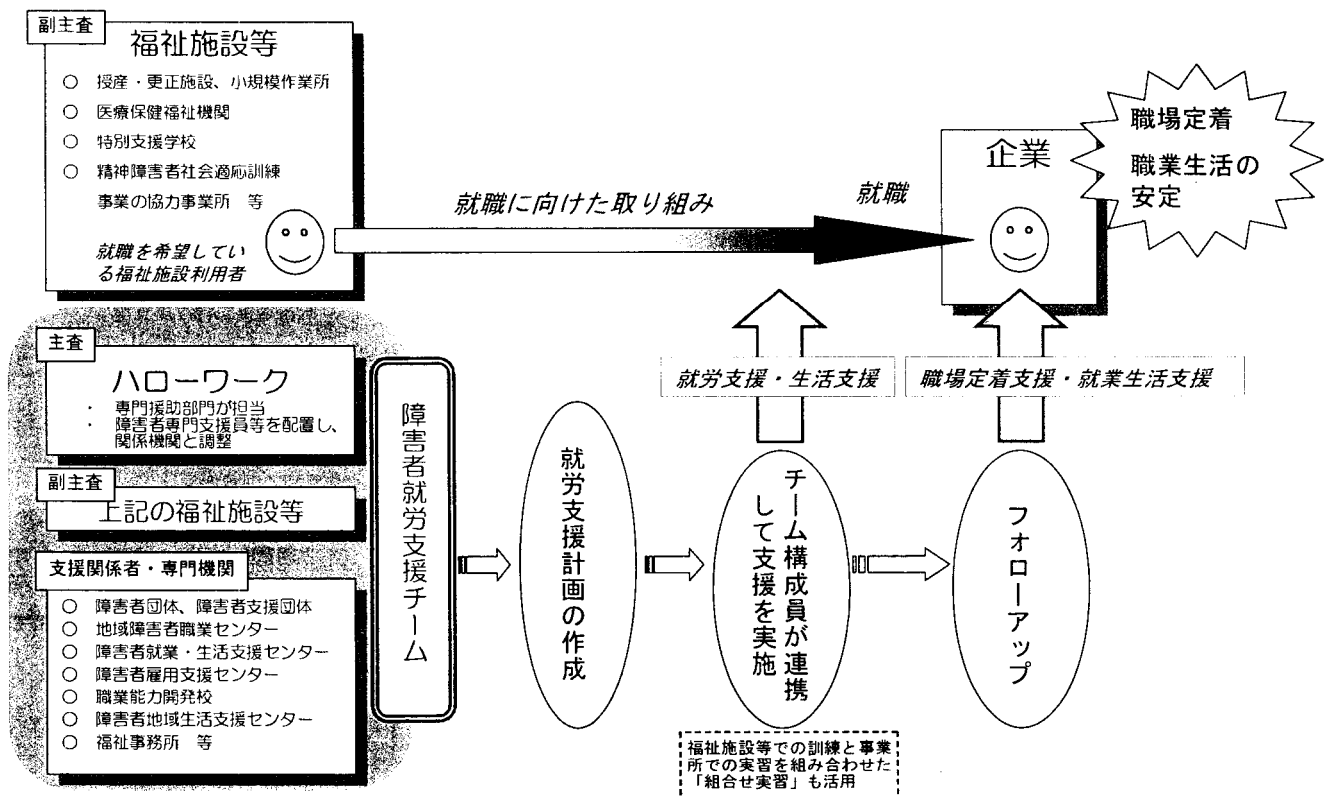 副主査
福祉施設等
○ 授産・更正施設、小規模作業所
○ 医療保健福祉機関
○ 特別支援学校
○ 精神障害者社会適応訓練
事業の協力事業所 等
就職を希望してい
る福祉施設利用者
就職に向けた取り組み
就職
企業
職場定着
職業生活の
安定
主査
ハローワーク
・ 専門援助部門が担当
・ 障害者専門支援員等を配置し、
関係機関と調整
副主査
上記の福祉施設等
支援関係者・専門機関
○ 障害者団体、障害者支援団体
○ 地域障害者職業センター
○ 障害者就業・生活支援センター
○ 障害者雇用支援センター
○ 職業能力開発校
○ 障害者地域生活支援センター
○ 福祉事務所 等
障害者就労支援チーム
就労支援計画の作成
就労支援・生活支援
チーム構成員が連携
して支援を実施
職場定着支援・就業生活支援
フォローアップ
福祉施設等での訓練と事業
所での実習を組み合わせた
「組合せ実習」も活用